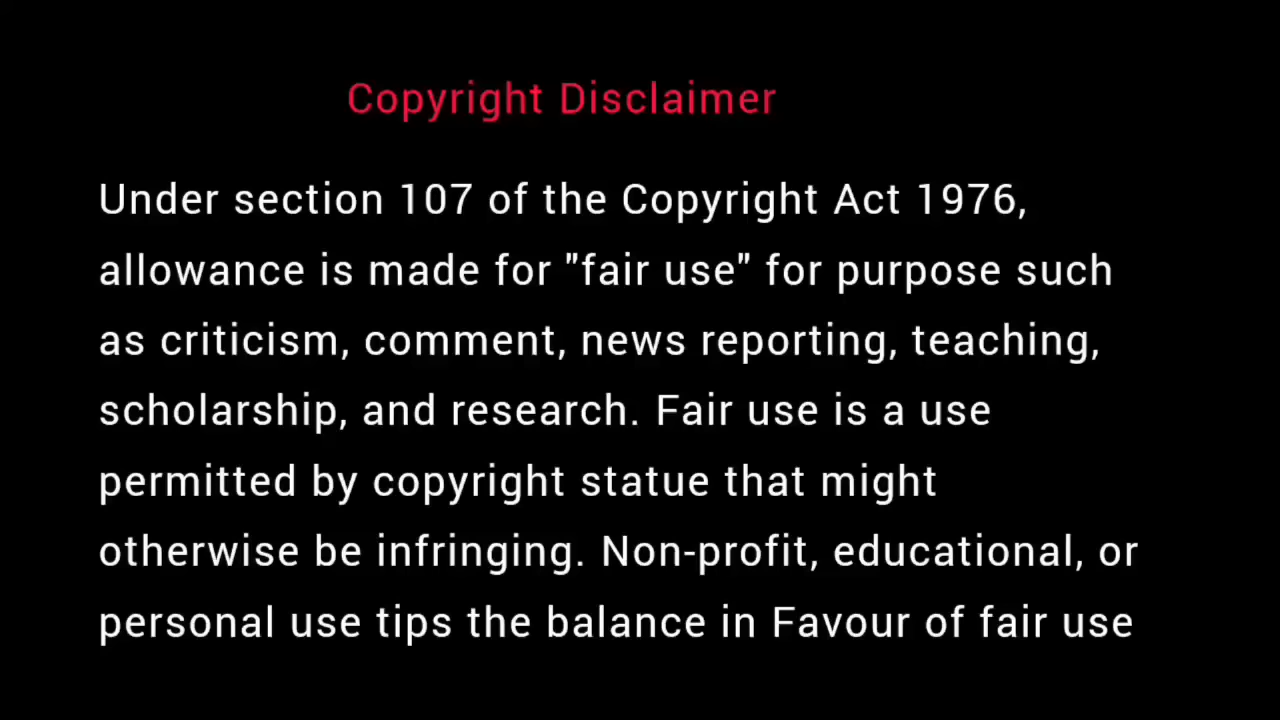 Copyright Disclaimer
Under section 107 of the Copyright Act 1976,
allowance is made for "fair use" for purpose such
as criticism, comment, news reporting, teaching,
scholarship, and research. Fair use is a use
permitted by copyright statue that might
otherwise be infringing. Non-profit, educational, or
personal use tips the balance in Favour of fair use